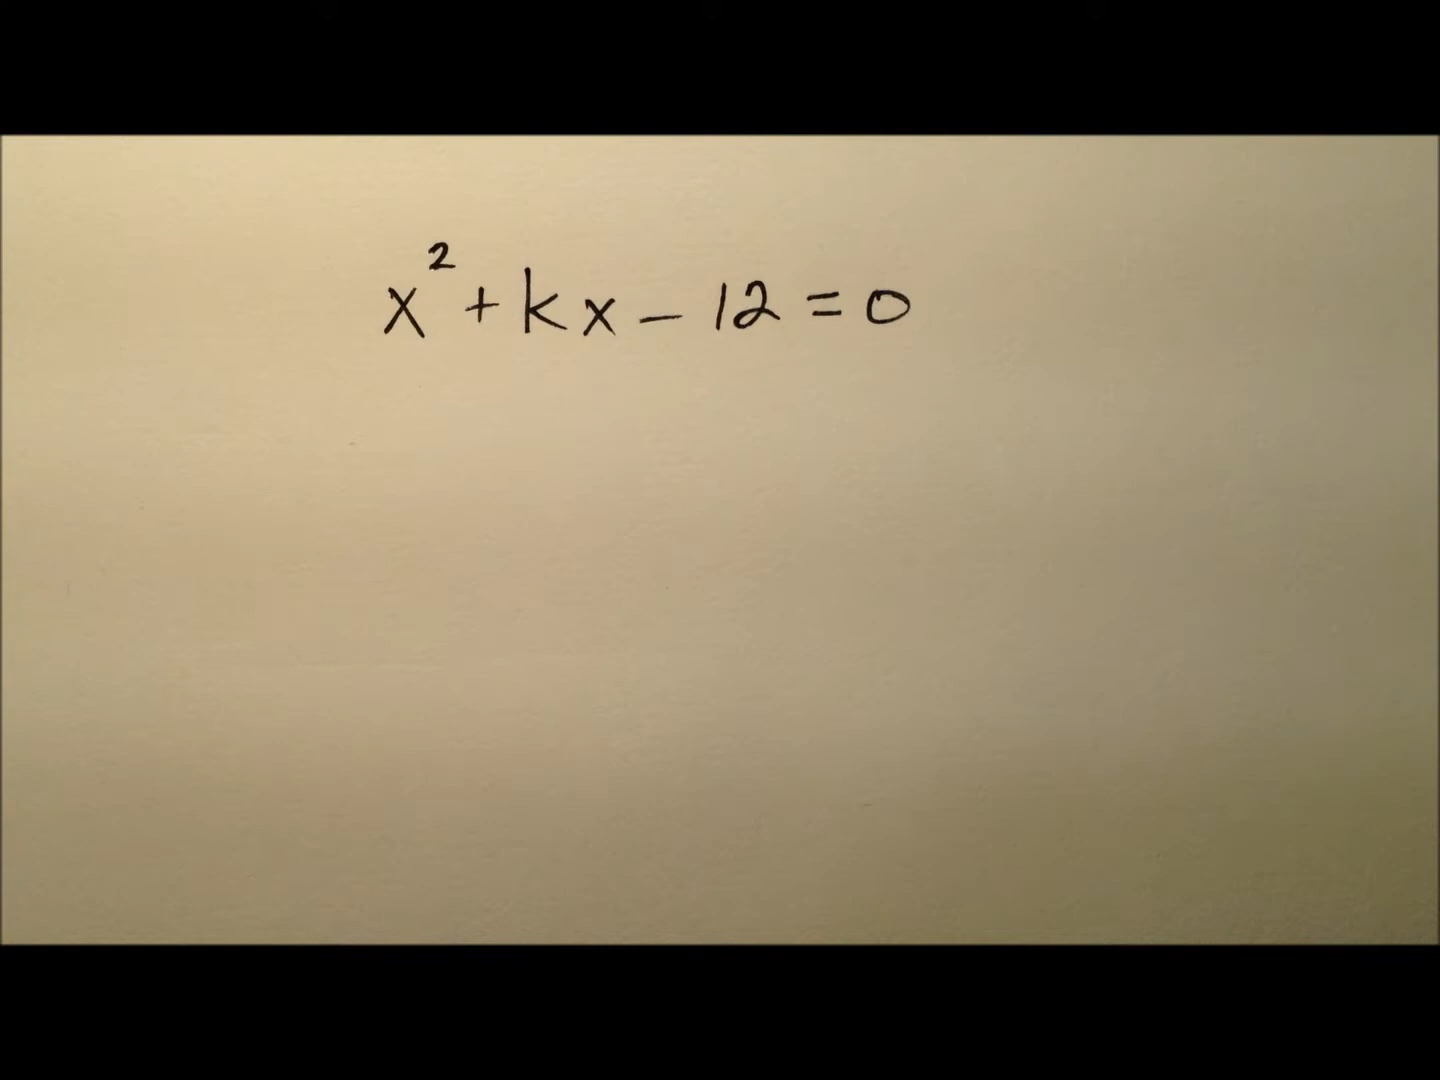 x² + kx - 12 = 0